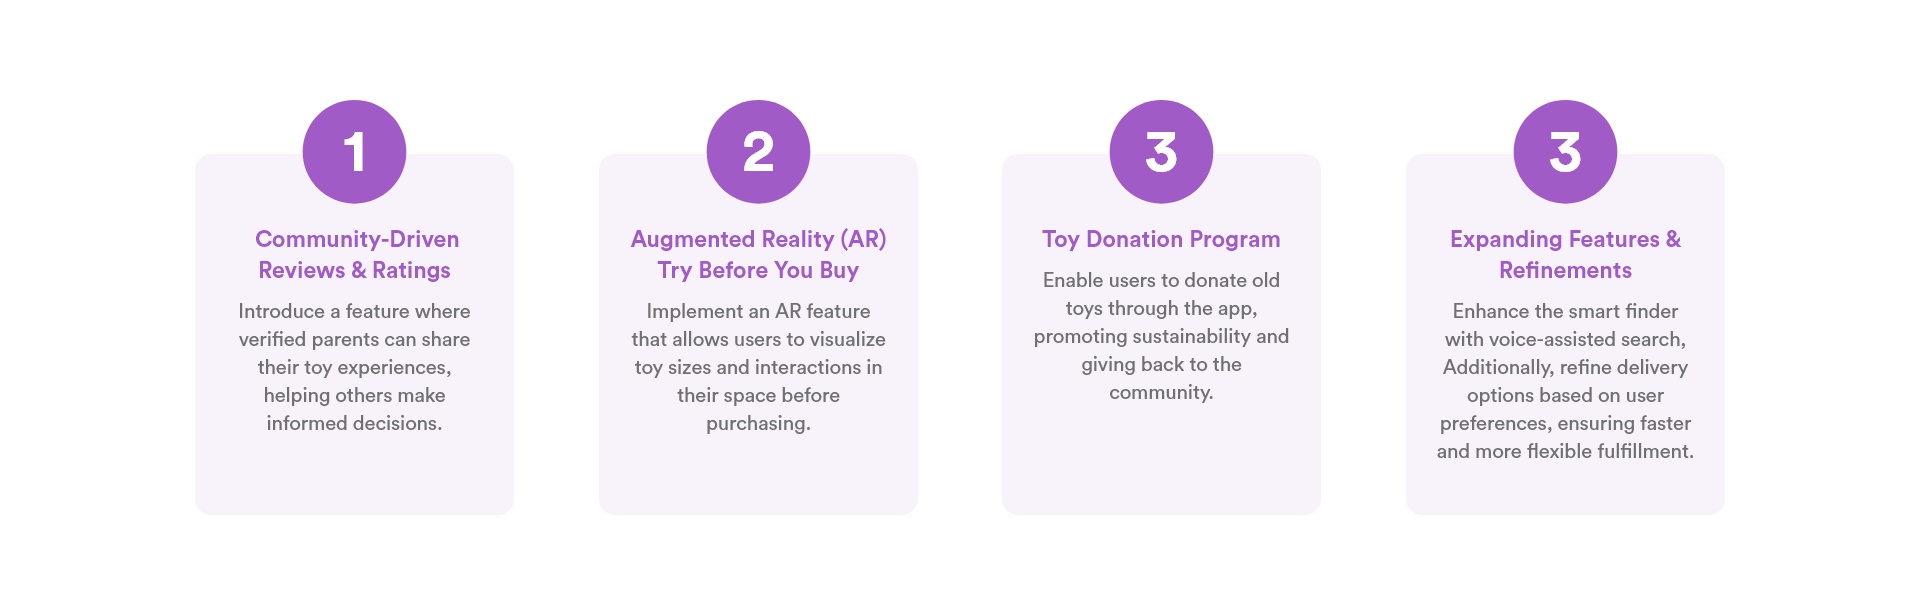 1
Community-Driven
Reviews & Ratings
Introduce a feature where
verified parents can share
their toy experiences,
helping others make
informed decisions.
2
Augmented Reality (AR)
Try Before You Buy
Implement an AR feature
that allows users to visualize
toy sizes and interactions in
their space before
purchasing.
3
Toy Donation Program
Enable users to donate old
toys through the app,
promoting sustainability and
giving back to the
community.
3
Expanding Features &
Refinements
Enhance the smart finder
with voice-assisted search,
Additionally, refine delivery
options based on user
preferences, ensuring faster
and more flexible fulfillment.